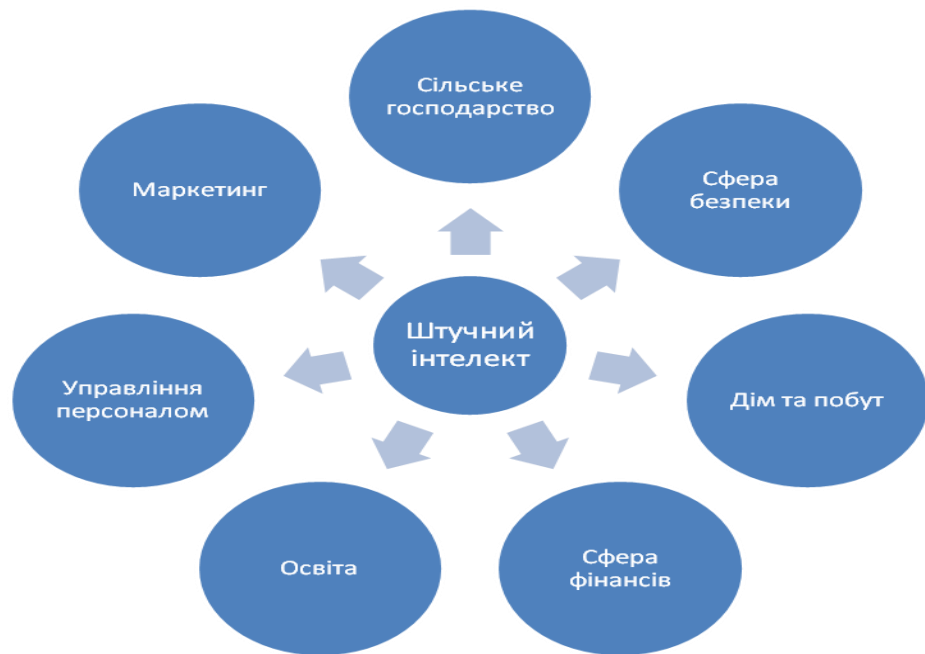 Сільське
господарство
Маркетинг
Сфера
безпеки
Штучний
інтелект
Управління
персоналом
Дім та побут
Освіта
Сфера
фінансів